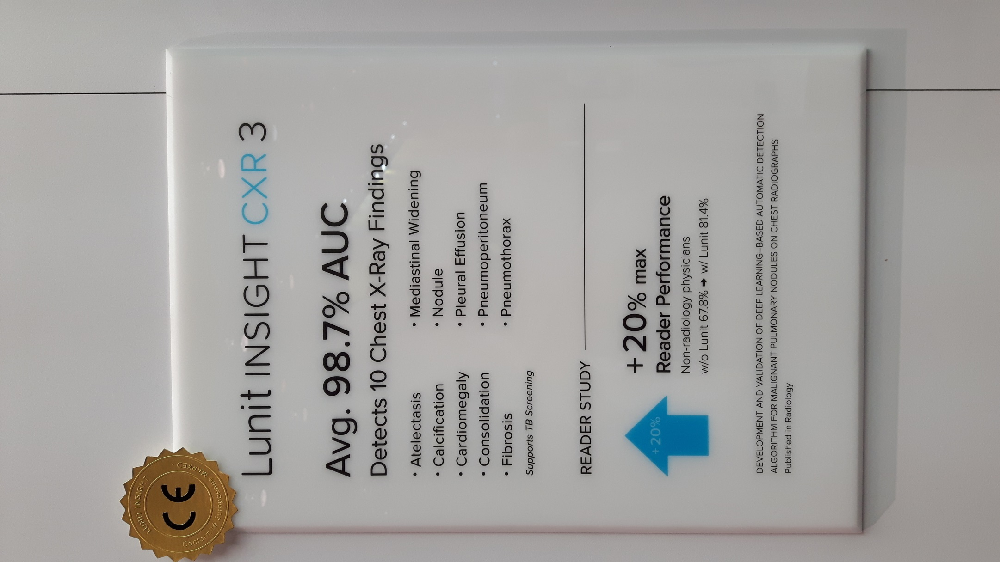 LUNIT INSIGHT
CE
Conformité Européenne MARKED
Lunit INSIGHT CXR 3
Avg. 98.7% AUC
Detects 10 Chest X-Ray Findings
• Atelectasis
• Calcification
• Cardiomegaly
• Consolidation
• Fibrosis
• Mediastinal Widening
• Nodule
• Pleural Effusion
• Pneumoperitoneum
• Pneumothorax
Supports TB Screening
READER STUDY
+20%
+20% max
Reader Performance
Non-radiology physicians
w/o Lunit 67.8% → w/ Lunit 81.4%
DEVELOPMENT AND VALIDATION OF DEEP LEARNING–BASED AUTOMATIC DETECTION
ALGORITHM FOR MALIGNANT PULMONARY NODULES ON CHEST RADIOGRAPHS
Published in Radiology